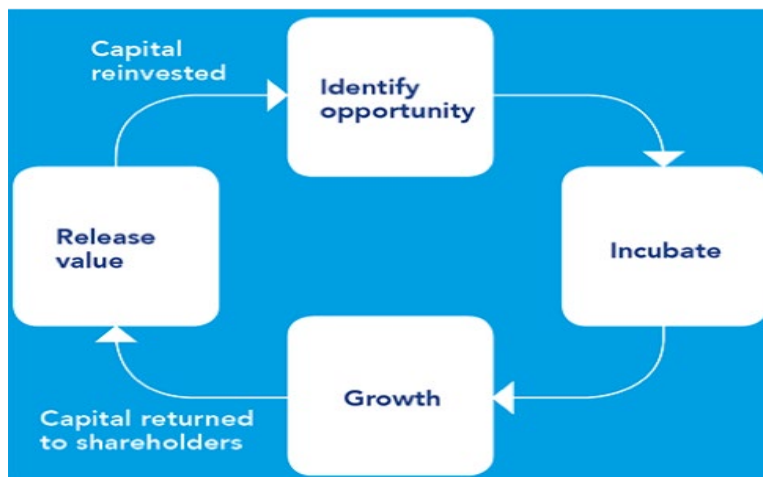 Capital
reinvested
Identify
opportunity
Release
value
Incubate
Growth
Capital returned
to shareholders